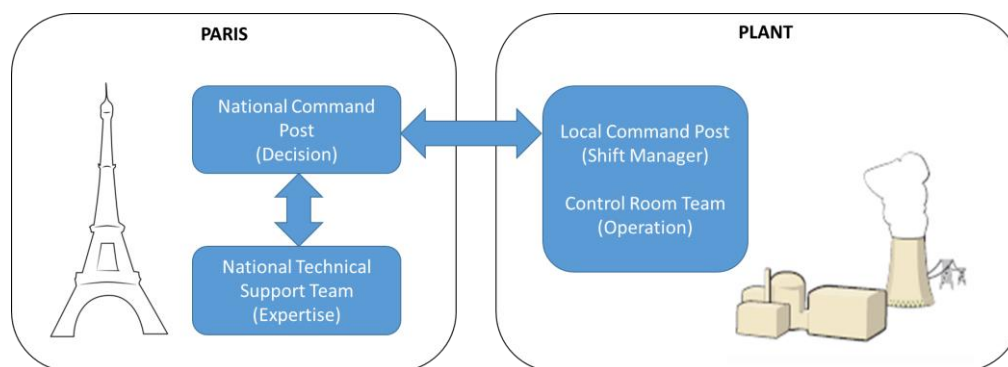 PARIS
National Command
Post
(Decision)
National Technical
Support Team
(Expertise)
PLANT
Local Command Post
(Shift Manager)
Control Room Team
(Operation)